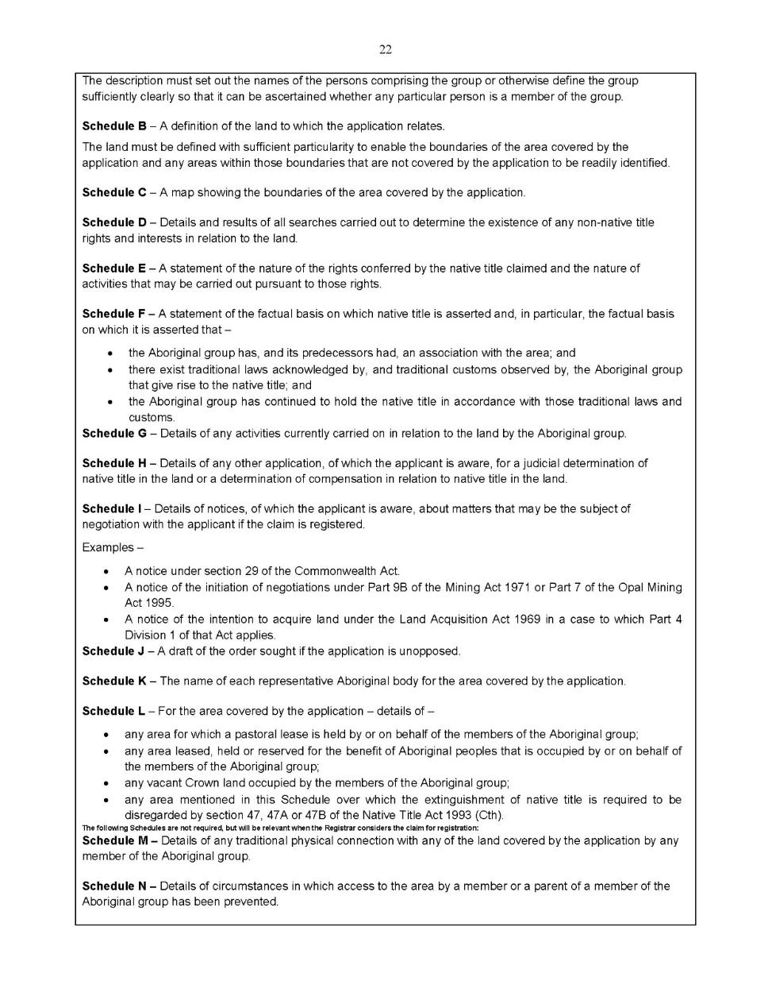 22
The description must set out the names of the persons comprising the group or otherwise define the group
sufficiently clearly so that it can be ascertained whether any particular person is a member of the group.
Schedule B – A definition of the land to which the application relates.
The land must be defined with sufficient particularity to enable the boundaries of the area covered by the
application and any areas within those boundaries that are not covered by the application to be readily identified.
Schedule C – A map showing the boundaries of the area covered by the application.
Schedule D – Details and results of all searches carried out to determine the existence of any non-native title
rights and interests in relation to the land.
Schedule E – A statement of the nature of the rights conferred by the native title claimed and the nature of
activities that may be carried out pursuant to those rights.
Schedule F – A statement of the factual basis on which native title is asserted and, in particular, the factual basis
on which it is asserted that –
• the Aboriginal group has, and its predecessors had, an association with the area; and
• there exist traditional laws acknowledged by, and traditional customs observed by, the Aboriginal group
that give rise to the native title; and
• the Aboriginal group has continued to hold the native title in accordance with those traditional laws and
customs.
Schedule G – Details of any activities currently carried on in relation to the land by the Aboriginal group.
Schedule H – Details of any other application, of which the applicant is aware, for a judicial determination of
native title in the land or a determination of compensation in relation to native title in the land.
Schedule I – Details of notices, of which the applicant is aware, about matters that may be the subject of
negotiation with the applicant if the claim is registered.
Examples –
• A notice under section 29 of the Commonwealth Act.
• A notice of the initiation of negotiations under Part 9B of the Mining Act 1971 or Part 7 of the Opal Mining
Act 1995.
• A notice of the intention to acquire land under the Land Acquisition Act 1969 in a case to which Part 4
Division 1 of that Act applies.
Schedule J – A draft of the order sought if the application is unopposed.
Schedule K – The name of each representative Aboriginal body for the area covered by the application.
Schedule L – For the area covered by the application – details of –
• any area for which a pastoral lease is held by or on behalf of the members of the Aboriginal group;
• any area leased, held or reserved for the benefit of Aboriginal peoples that is occupied by or on behalf of
the members of the Aboriginal group;
• any vacant Crown land occupied by the members of the Aboriginal group;
• any area mentioned in this Schedule over which the extinguishment of native title is required to be
disregarded by section 47, 47A or 47B of the Native Title Act 1993 (Cth).
The following Schedules are not required, but will be relevant when the Registrar considers the claim for registration:
Schedule M – Details of any traditional physical connection with any of the land covered by the application by any
member of the Aboriginal group.
Schedule N – Details of circumstances in which access to the area by a member or a parent of a member of the
Aboriginal group has been prevented.